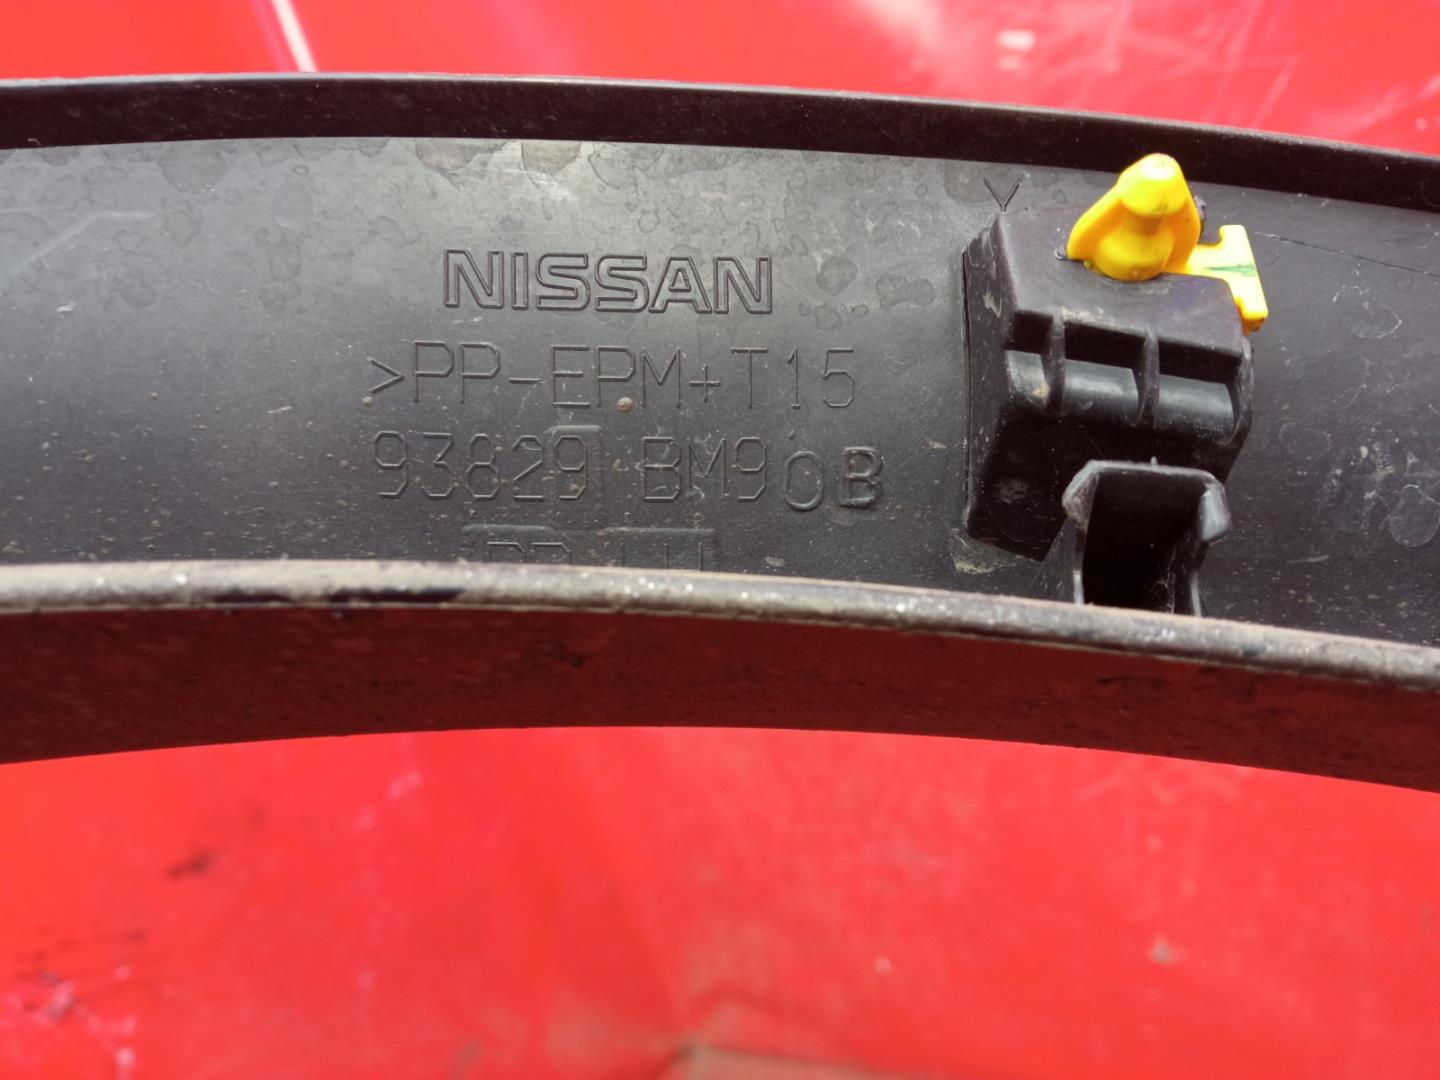 NISSAN
>PP-EPM+T15
93829 BM90B